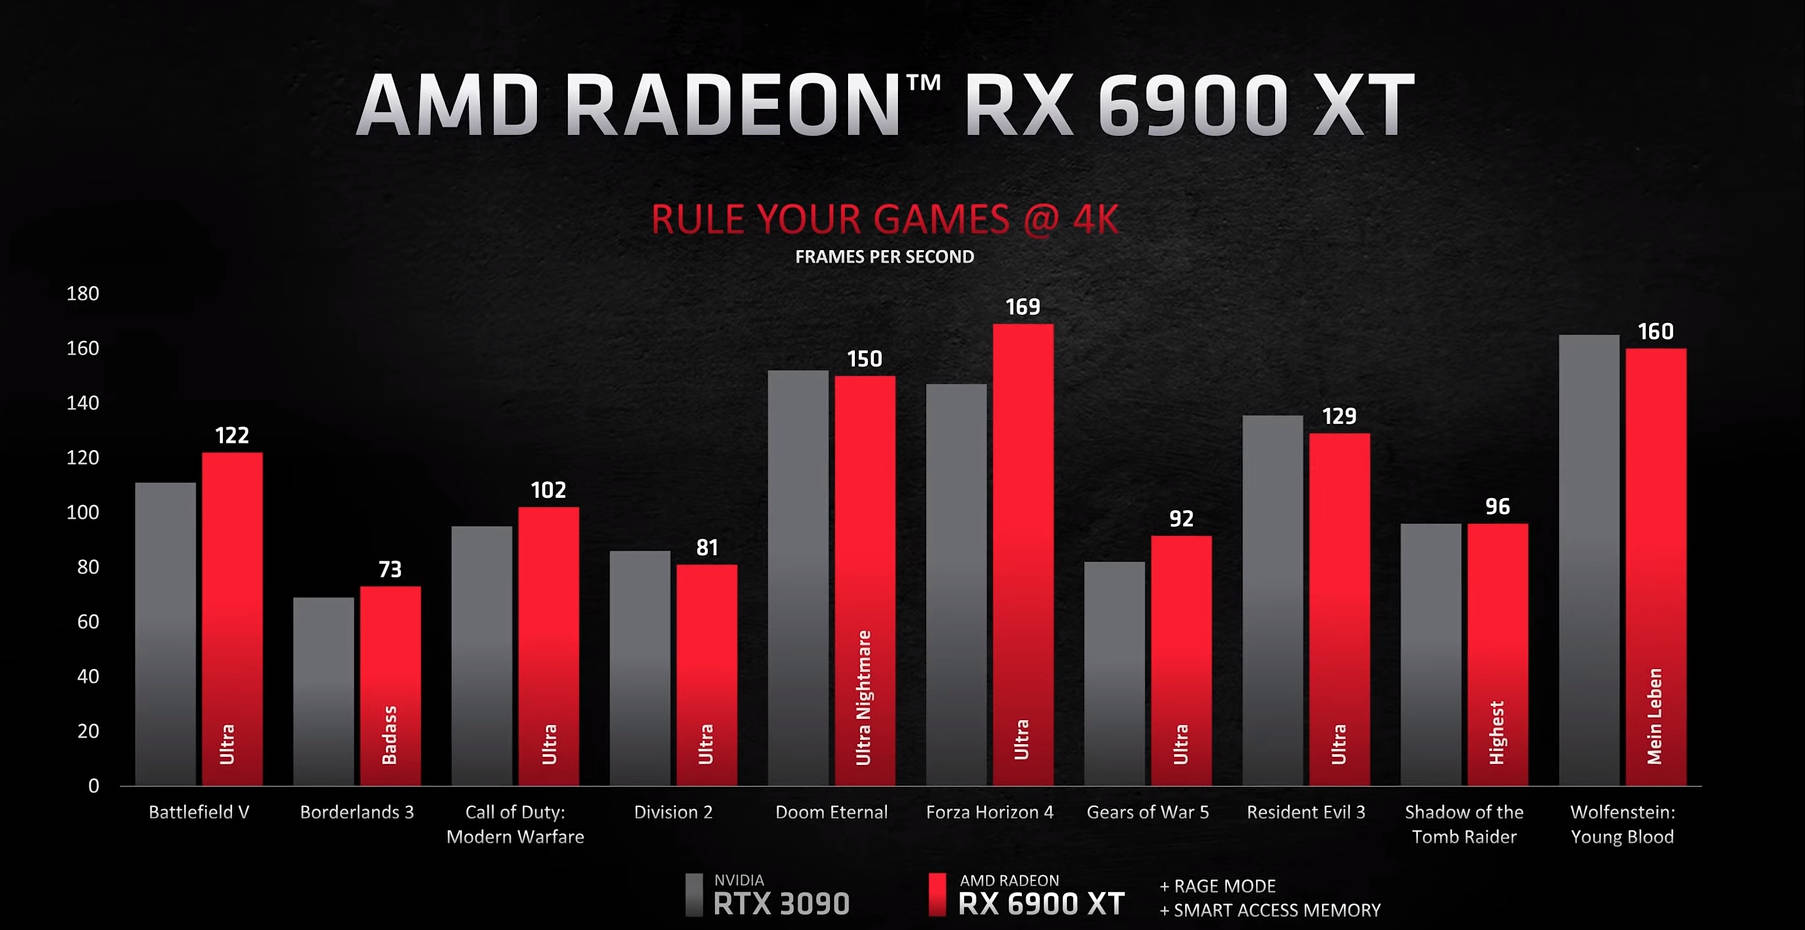 AMD RADEON™ RX 6900 XT
RULE YOUR GAMES @ 4K
FRAMES PER SECOND
180
160
140
120
100
80
60
40
20
0
122
73
102
81
150
169
92
129
96
160
Ultra
Badass
Ultra
Ultra
Ultra Nightmare
Ultra
Ultra
Ultra
Highest
Mein Leben
Battlefield V
Borderlands 3
Call of Duty:
Modern Warfare
Division 2
Doom Eternal
Forza Horizon 4
Gears of War 5
Resident Evil 3
Shadow of the
Tomb Raider
Wolfenstein:
Young Blood
NVIDIA
RTX 3090
AMD RADEON
RX 6900 XT
+ RAGE MODE
+ SMART ACCESS MEMORY